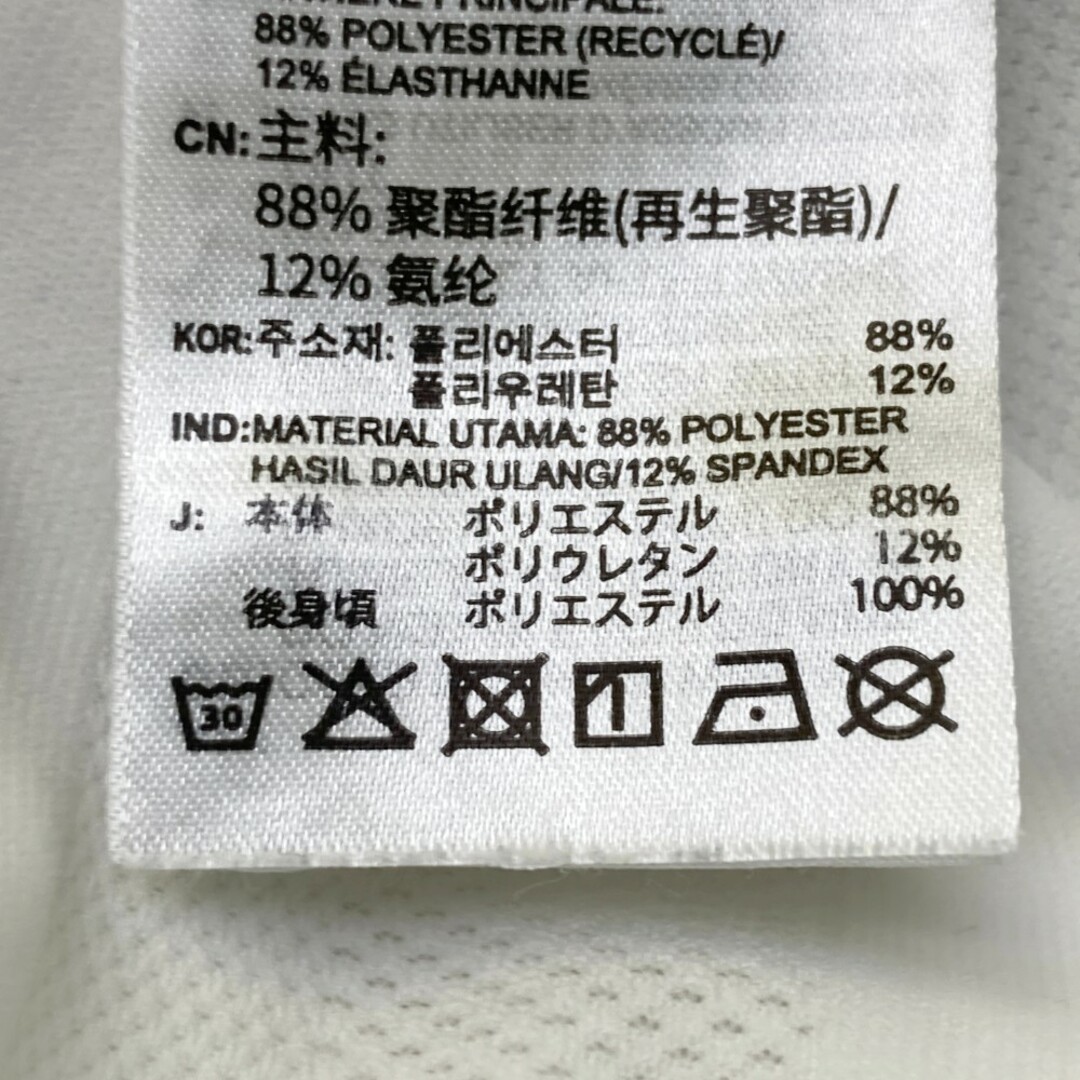 88% POLYESTER (RECYCLÉ)/
12% ÉLASTHANNE
CN:主料:
88% 聚酯纤维(再生聚酯)/
12% 氨纶
KOR:주소재: 폴리에스터 88%
폴리우레탄 12%
IND:MATERIAL UTAMA: 88% POLYESTER
HASIL DAUR ULANG/12% SPANDEX
J: 本体 ポリエステル 88%
ポリウレタン 12%
後身頃 ポリエステル 100%
30